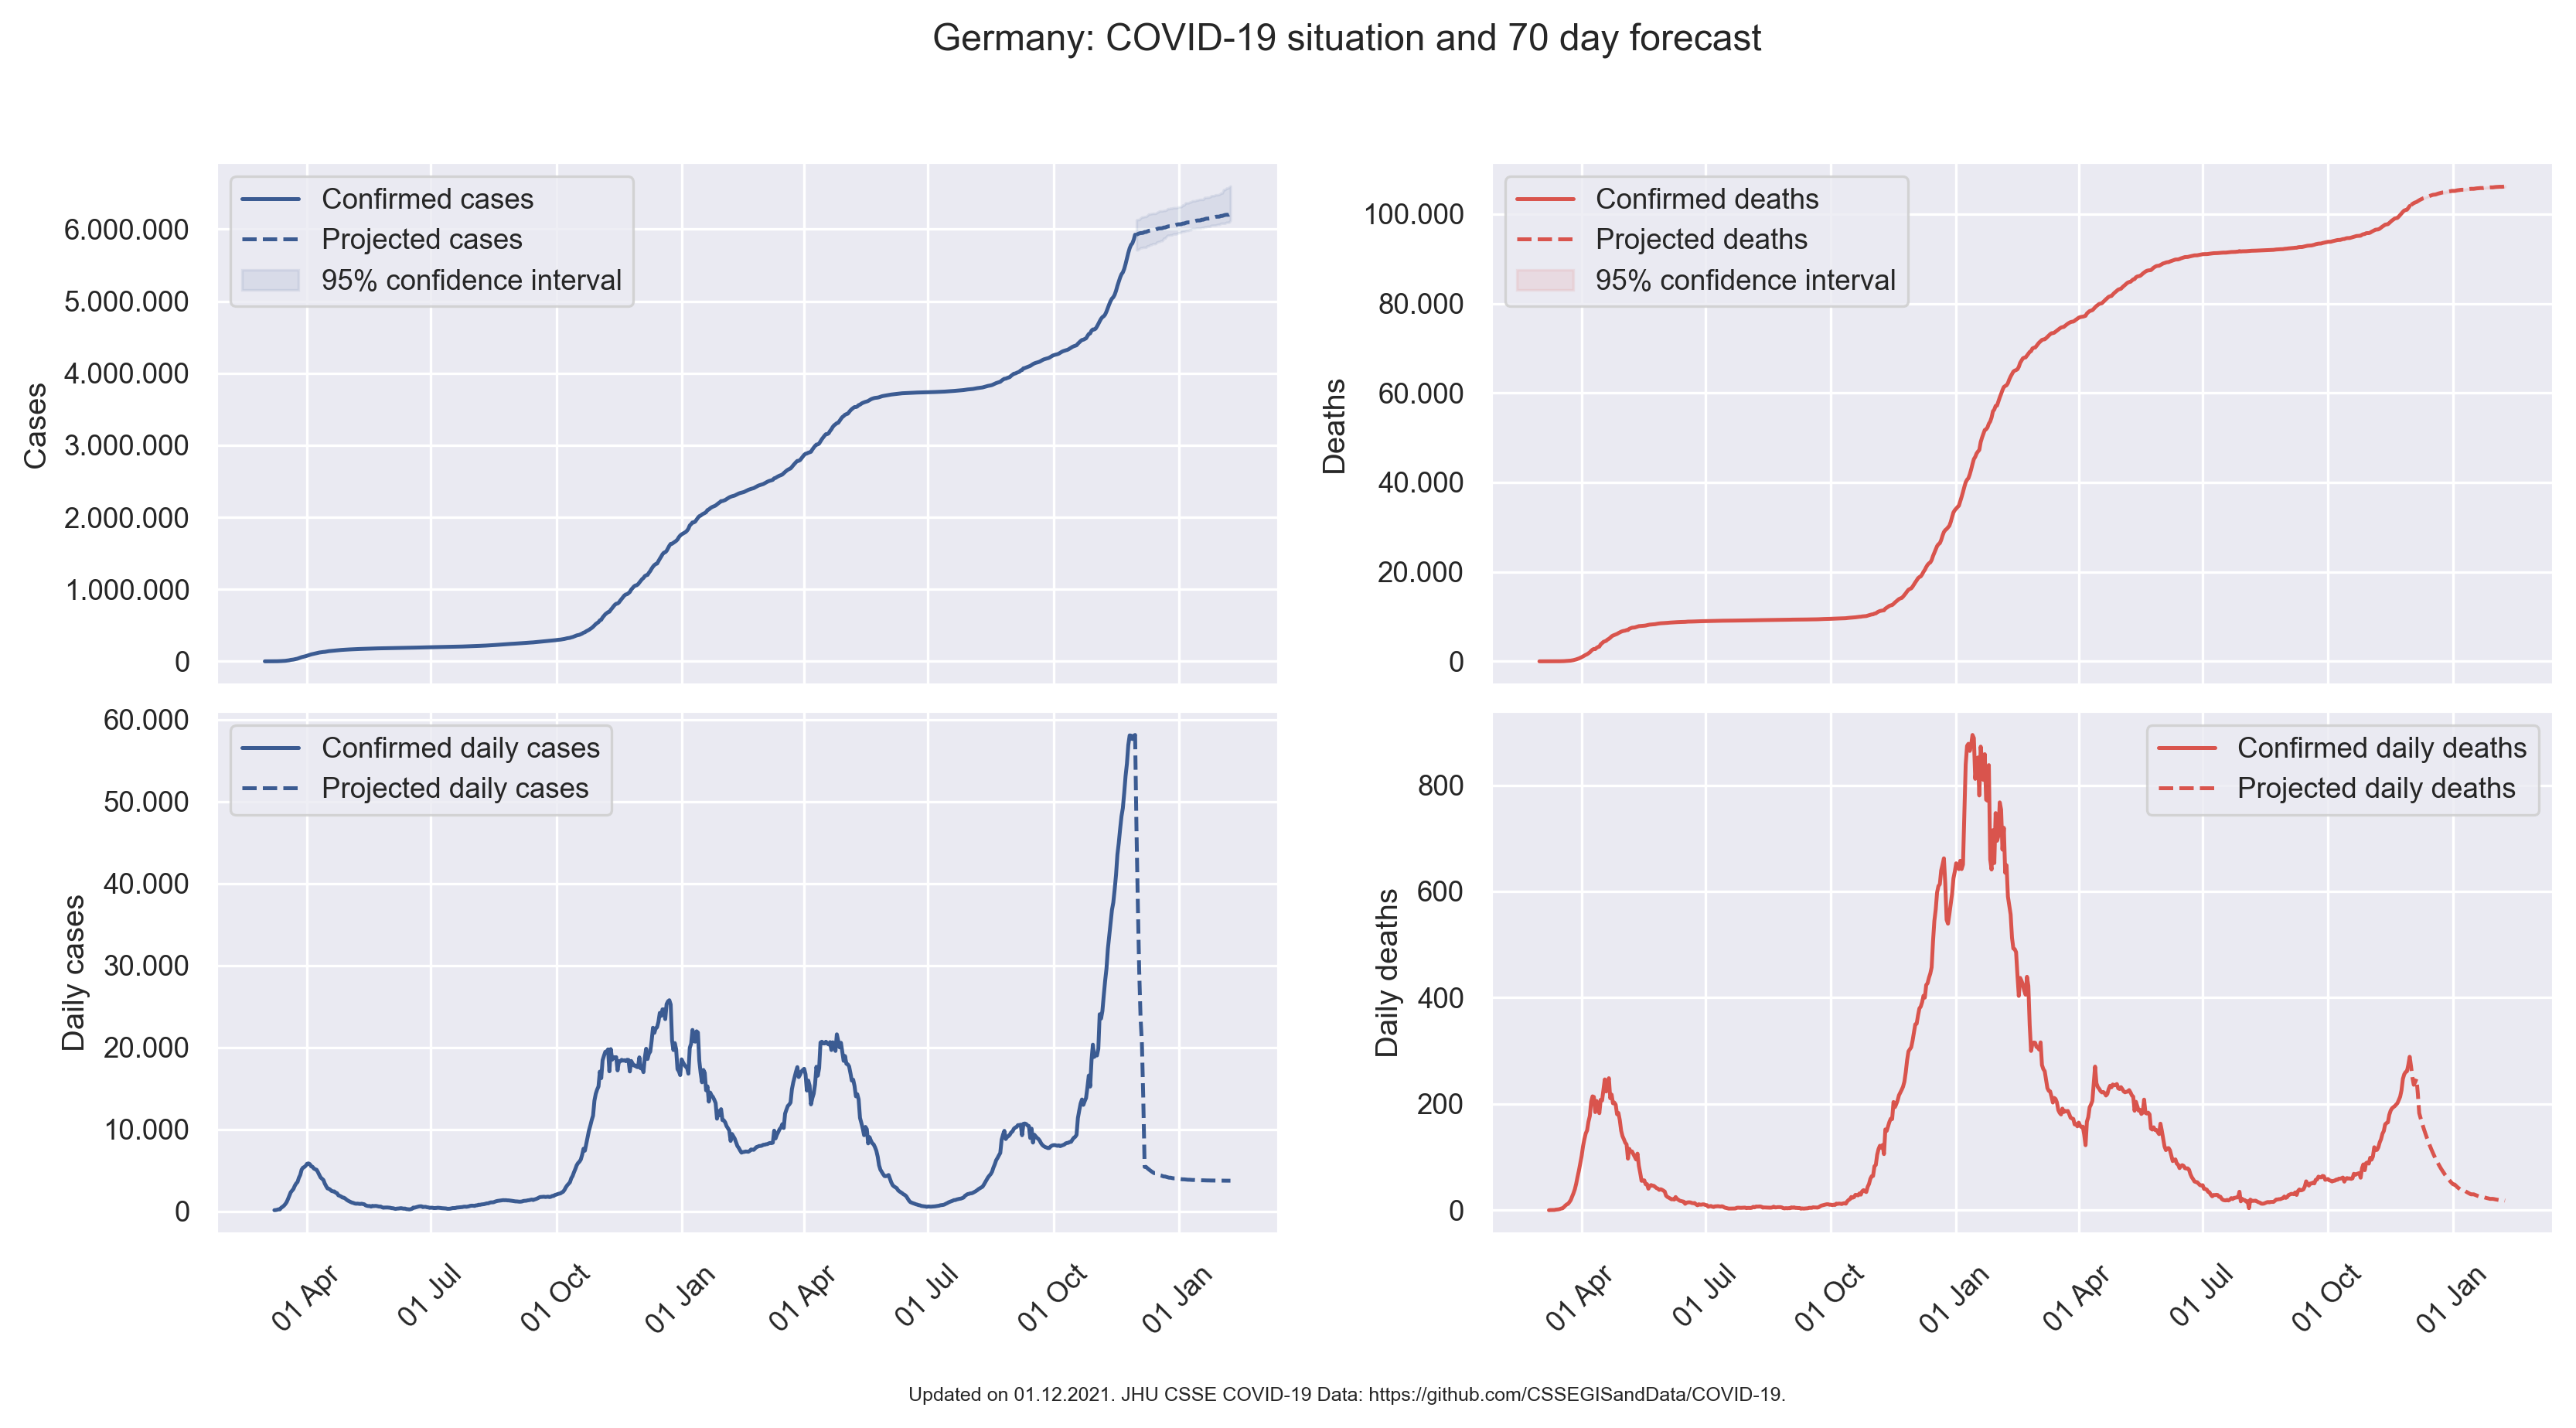 Germany: COVID-19 situation and 70 day forecast
Confirmed cases
Projected cases
95% confidence interval
Cases
6.000.000
5.000.000
4.000.000
3.000.000
2.000.000
1.000.000
0
Confirmed deaths
Projected deaths
95% confidence interval
Deaths
100.000
80.000
60.000
40.000
20.000
0
Confirmed daily cases
Projected daily cases
Daily cases
60.000
50.000
40.000
30.000
20.000
10.000
0
01 Apr
01 Jul
01 Oct
01 Jan
01 Apr
01 Jul
01 Oct
01 Jan
Confirmed daily deaths
Projected daily deaths
Daily deaths
800
600
400
200
0
01 Apr
01 Jul
01 Oct
01 Jan
01 Apr
01 Jul
01 Oct
01 Jan
Updated on 01.12.2021. JHU CSSE COVID-19 Data: https://github.com/CSSEGISandData/COVID-19.